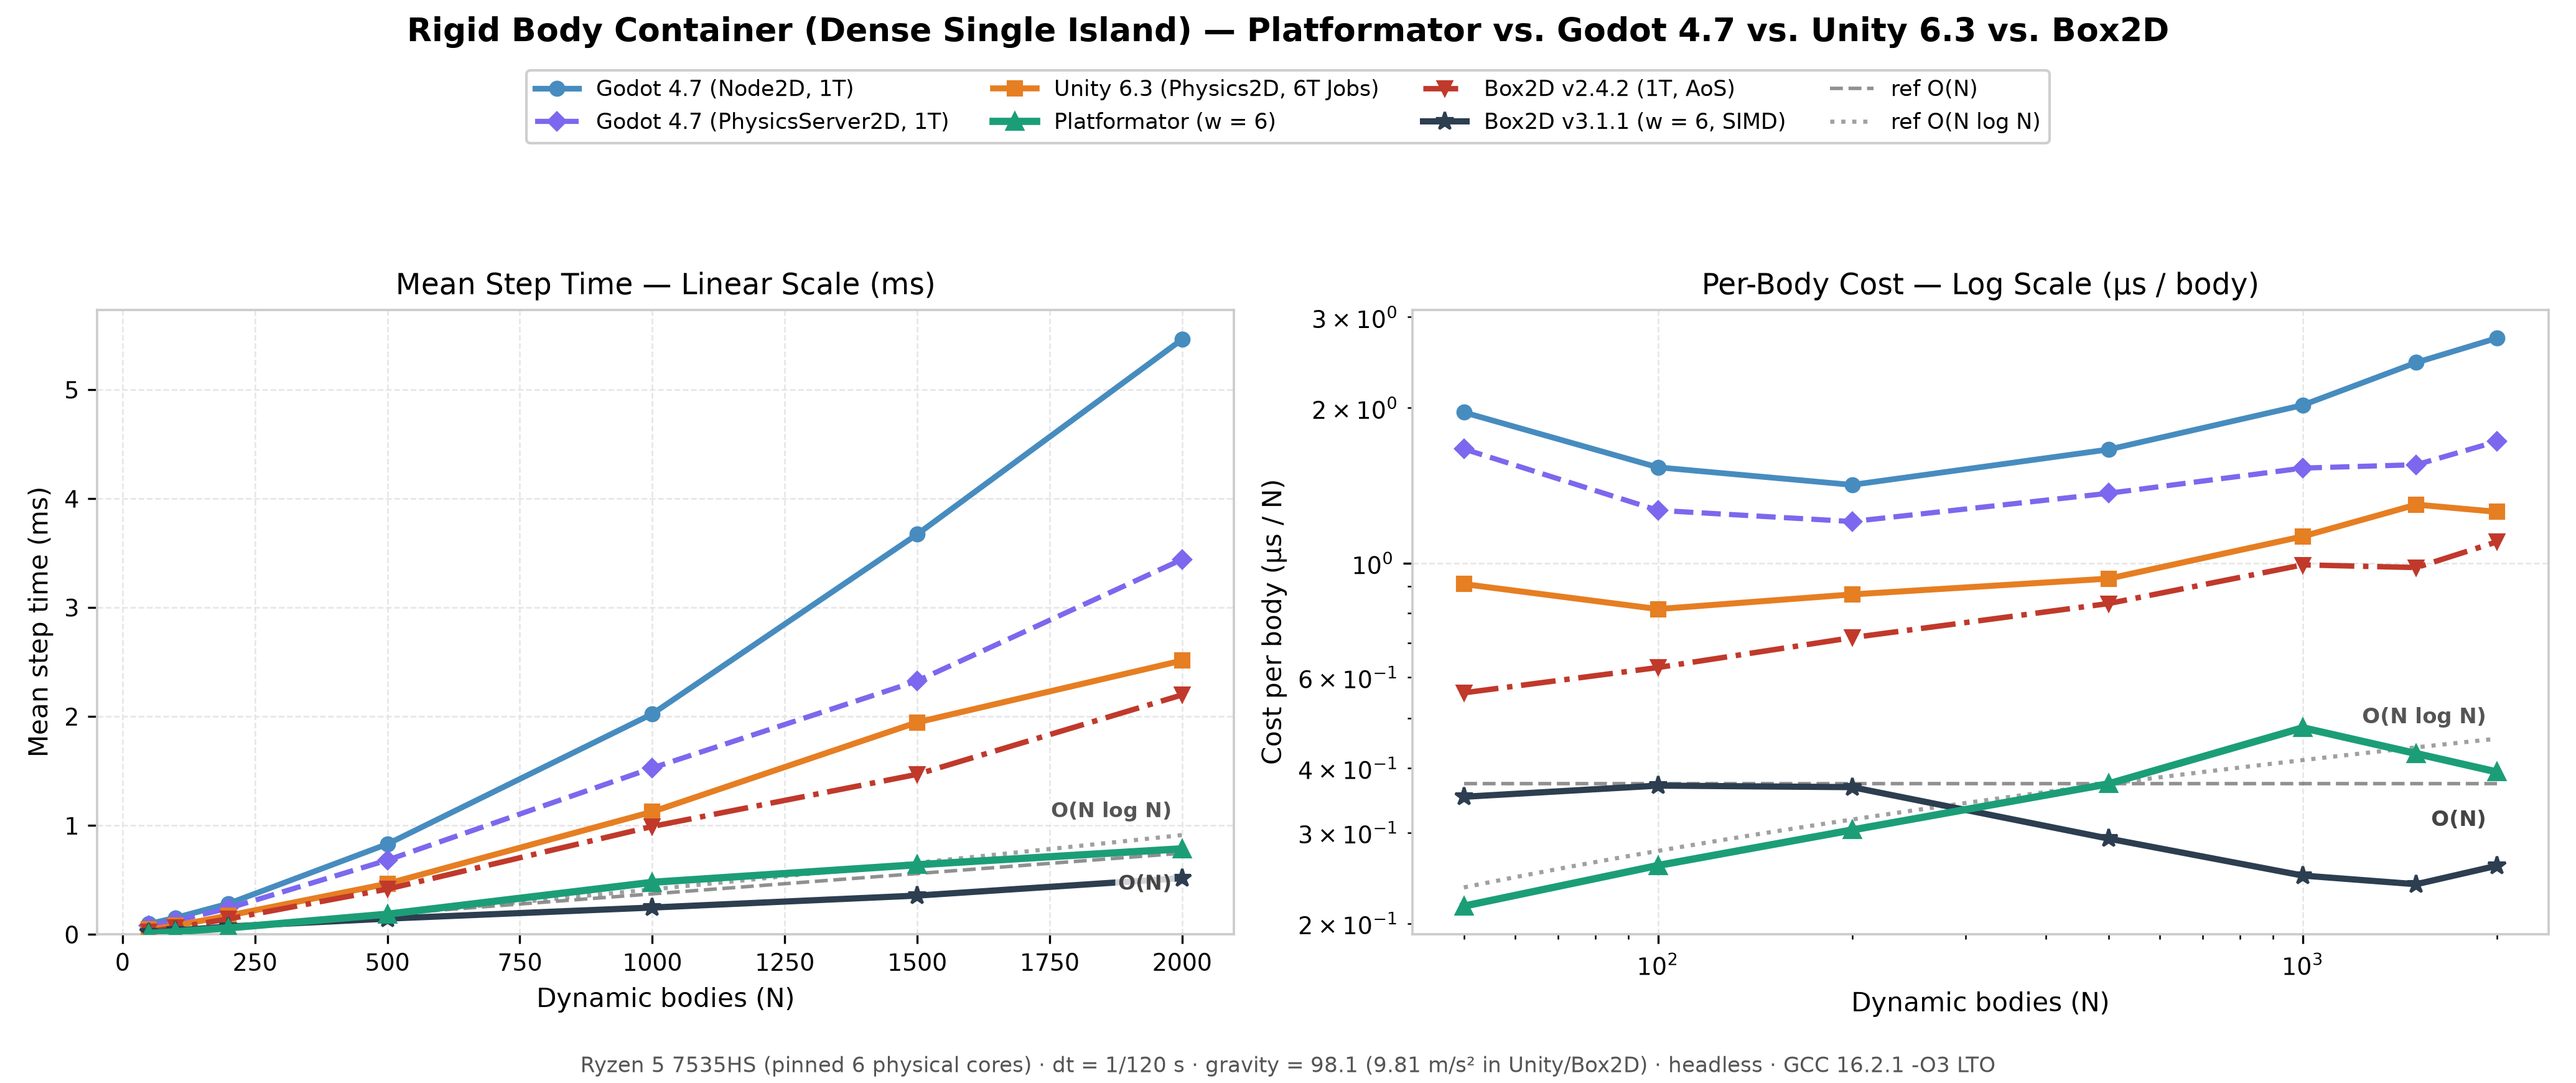 Rigid Body Container (Dense Single Island) — Platformator vs. Godot 4.7 vs. Unity 6.3 vs. Box2D
Godot 4.7 (Node2D, 1T)
Godot 4.7 (PhysicsServer2D, 1T)
Unity 6.3 (Physics2D, 6T Jobs)
Platformator (w = 6)
Box2D v2.4.2 (1T, AoS)
Box2D v3.1.1 (w = 6, SIMD)
ref O(N)
ref O(N log N)
Mean Step Time — Linear Scale (ms)
Mean step time (ms)
5
4
3
2
1
0
O(N log N)
O(N)
0 250 500 750 1000 1250 1500 1750 2000
Dynamic bodies (N)
Per-Body Cost — Log Scale (µs / body)
Cost per body (µs / N)
3 × 10⁰
2 × 10⁰
10⁰
6 × 10⁻¹
4 × 10⁻¹
3 × 10⁻¹
2 × 10⁻¹
O(N log N)
O(N)
10² 10³
Dynamic bodies (N)
Ryzen 5 7535HS (pinned 6 physical cores) · dt = 1/120 s · gravity = 98.1 (9.81 m/s² in Unity/Box2D) · headless · GCC 16.2.1 -O3 LTO